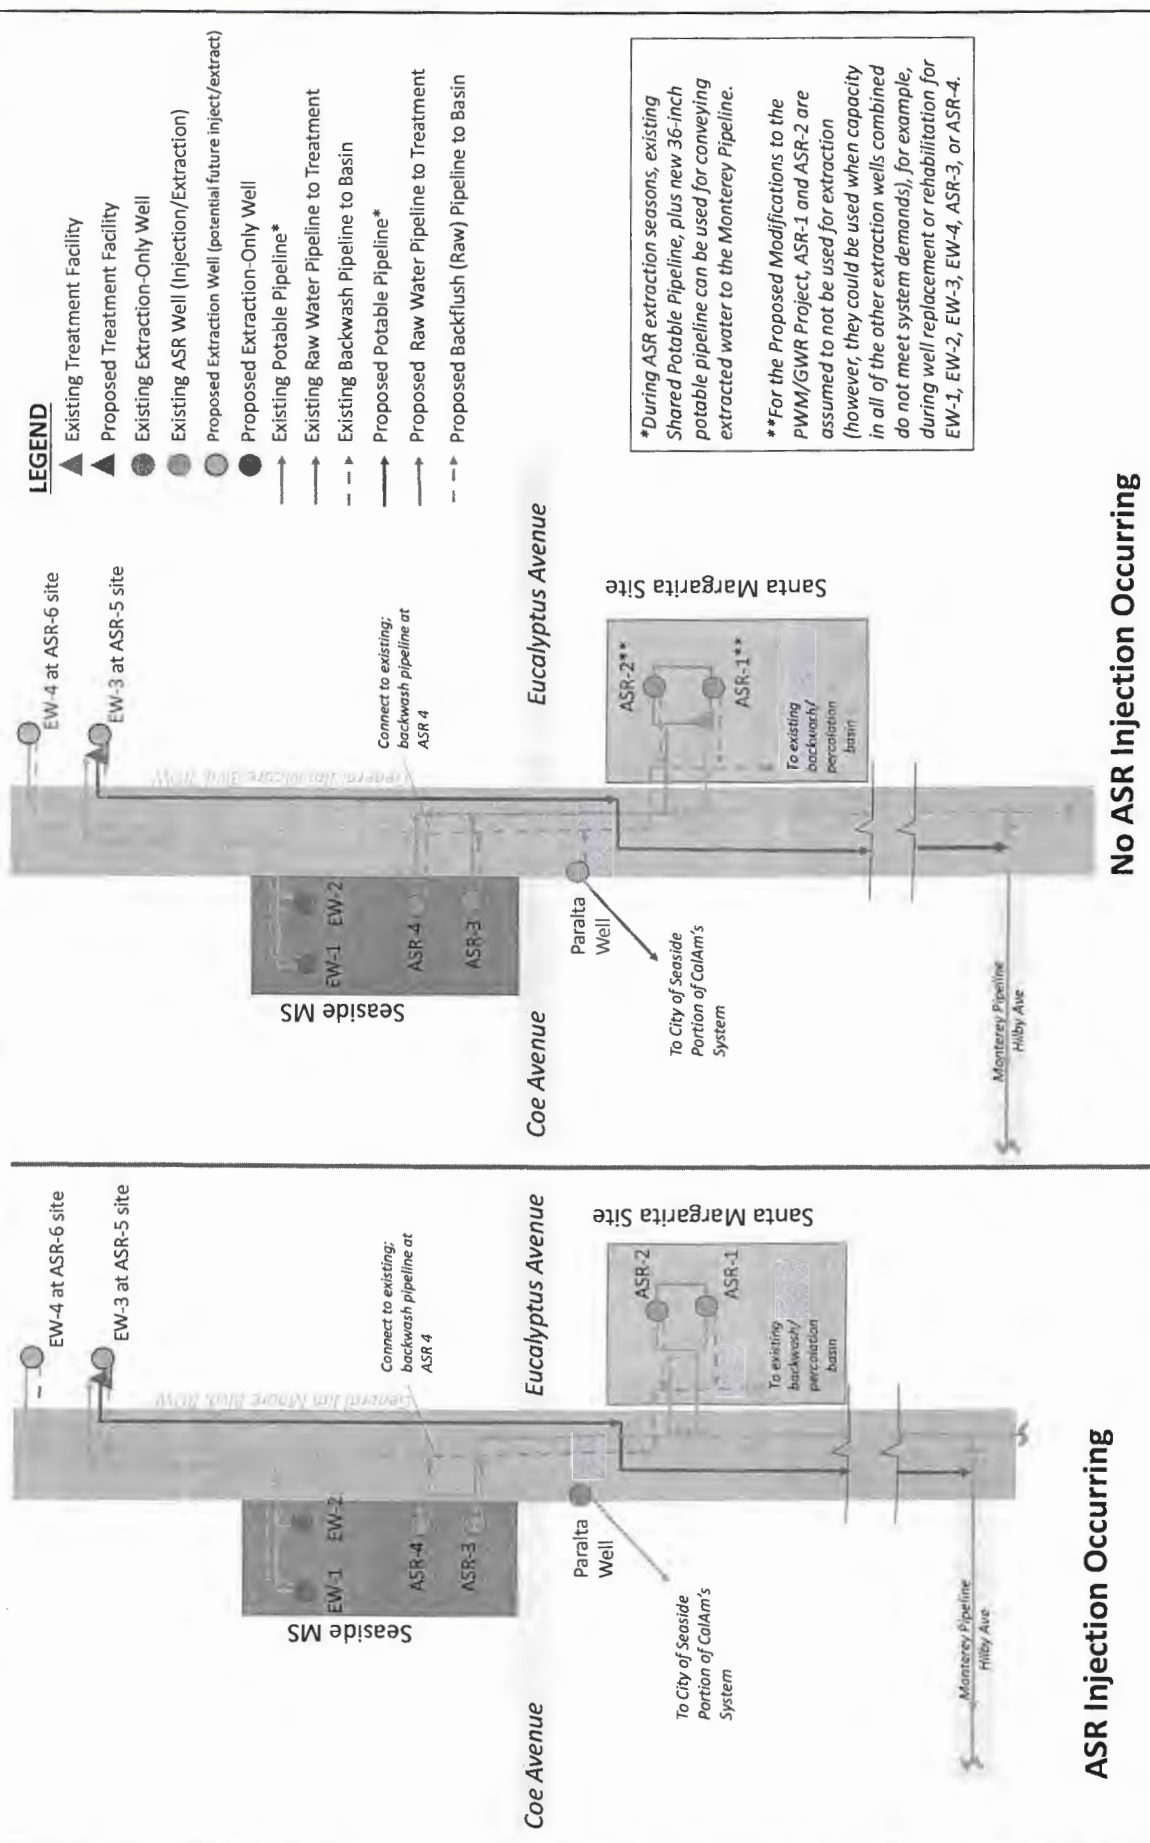 ASR Injection Occurring
EW-4 at ASR-6 site
EW-3 at ASR-5 site
General Jim Moore Blvd. ROW
Connect to existing;
backwash pipeline at
ASR 4
Seaside MS
EW-1
EW-2
ASR-4
ASR-3
Coe Avenue
Eucalyptus Avenue
Paralta
Well
To City of Seaside
Portion of CalAm's
System
Santa Margarita Site
ASR-2
ASR-1
To existing
backwash/
percolation
basin
Monterey Pipeline
Hilby Ave
No ASR Injection Occurring
EW-4 at ASR-6 site
EW-3 at ASR-5 site
General Jim Moore Blvd. ROW
Connect to existing;
backwash pipeline at
ASR 4
Seaside MS
EW-1
EW-2
ASR-4
ASR-3
Coe Avenue
Eucalyptus Avenue
Paralta
Well
To City of Seaside
Portion of CalAm's
System
Santa Margarita Site
ASR-2**
ASR-1**
To existing
backwash/
percolation
basin
Monterey Pipeline
Hilby Ave
LEGEND
Existing Treatment Facility
Proposed Treatment Facility
Existing Extraction-Only Well
Existing ASR Well (Injection/Extraction)
Proposed Extraction Well (potential future inject/extract)
Proposed Extraction-Only Well
Existing Potable Pipeline*
Existing Raw Water Pipeline to Treatment
Existing Backwash Pipeline to Basin
Proposed Potable Pipeline*
Proposed Raw Water Pipeline to Treatment
Proposed Backflush (Raw) Pipeline to Basin
*During ASR extraction seasons, existing
Shared Potable Pipeline, plus new 36-inch
potable pipeline can be used for conveying
extracted water to the Monterey Pipeline.
**For the Proposed Modifications to the
PWM/GWR Project, ASR-1 and ASR-2 are
assumed to not be used for extraction
(however, they could be used when capacity
in all of the other extraction wells combined
do not meet system demands), for example,
during well replacement or rehabilitation for
EW-1, EW-2, EW-3, EW-4, ASR-3, or ASR-4.